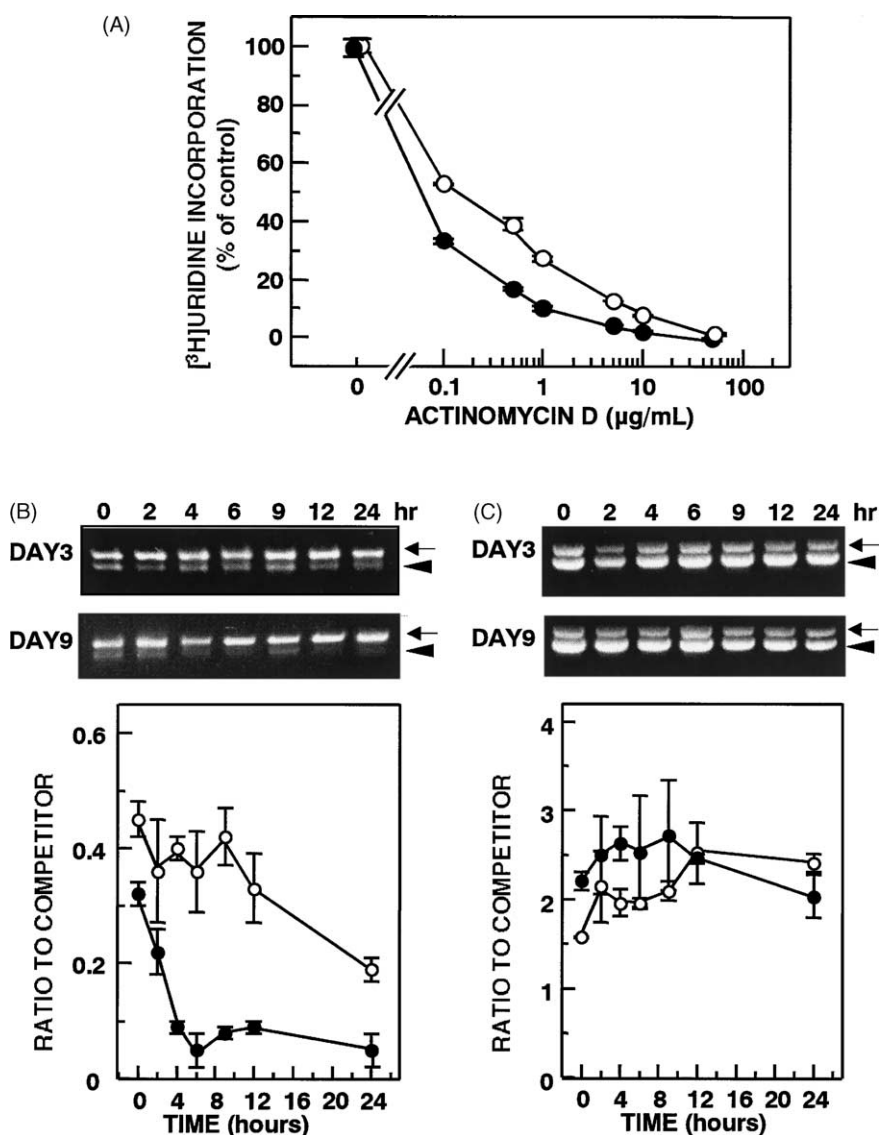 (A)
[³H]URIDINE INCORPORATION
(% of control)
100
80
60
40
20
0
0 0.1 1 10 100
ACTINOMYCIN D (µg/mL)
(B)
0 2 4 6 9 12 24 hr
DAY3
DAY9
RATIO TO COMPETITOR
0.6
0.4
0.2
0
0 4 8 12 16 20 24
TIME (hours)
(C)
0 2 4 6 9 12 24 hr
DAY3
DAY9
RATIO TO COMPETITOR
4
3
2
1
0
0 4 8 12 16 20 24
TIME (hours)